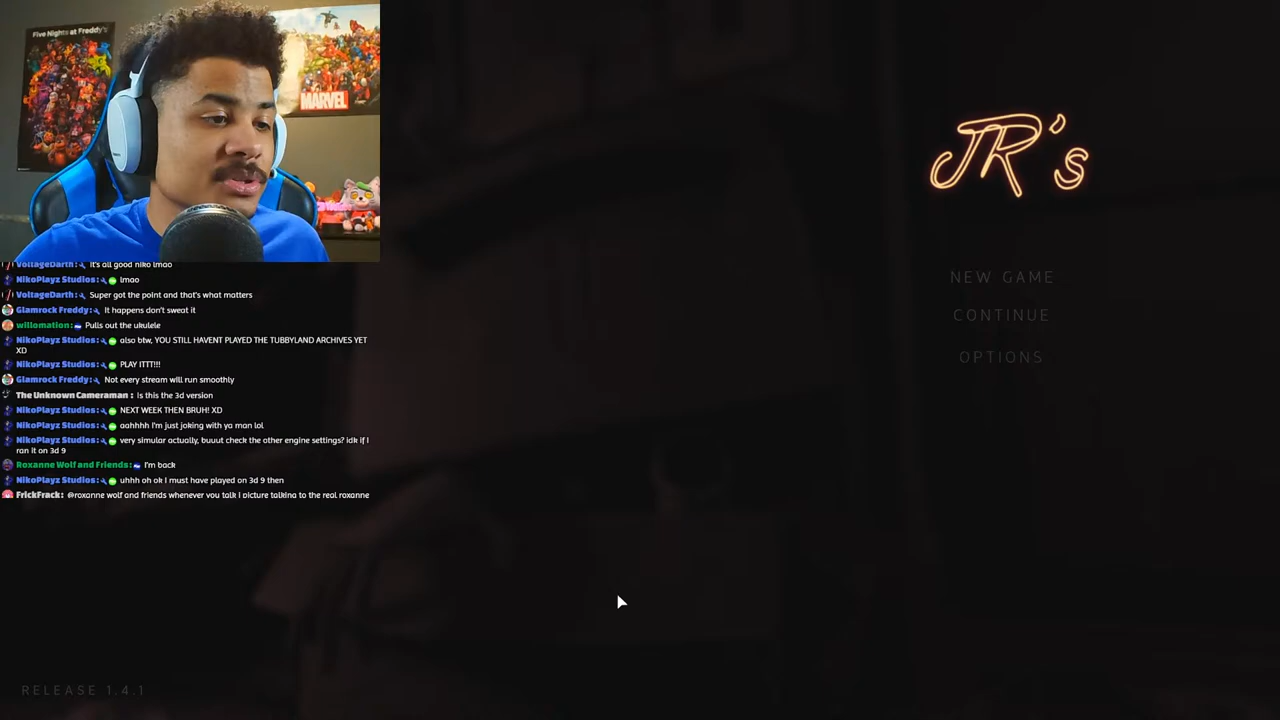 Five Nights at Freddy's
MARVEL
JR's
NEW GAME
CONTINUE
OPTIONS
VoltageDarth: It's all good niko lmao
NikoPlayz Studios: lmao
VoltageDarth: Super got the point and that's what matters
Glamrock Freddy: It happens don't sweat it
willomation: Pulls out the ukulele
NikoPlayz Studios: also btw, YOU STILL HAVENT PLAYED THE TUBBYLAND ARCHIVES YET
XD
NikoPlayz Studios: PLAY ITTT!!!
Glamrock Freddy: Not every stream will run smoothly
The Unknown Cameraman : Is this the 3d version
NikoPlayz Studios: NEXT WEEK THEN BRUH! XD
NikoPlayz Studios: aahhhh I'm just joking with ya man lol
NikoPlayz Studios: very simular actually, buuut check the other engine settings? idk if I
ran it on 3d 9
Roxanne Wolf and Friends: I'm back
NikoPlayz Studios: uhhh oh ok I must have played on 3d 9 then
FrickFrack: @roxanne wolf and friends whenever you talk I picture talking to the real roxanne
RELEASE 1.4.1